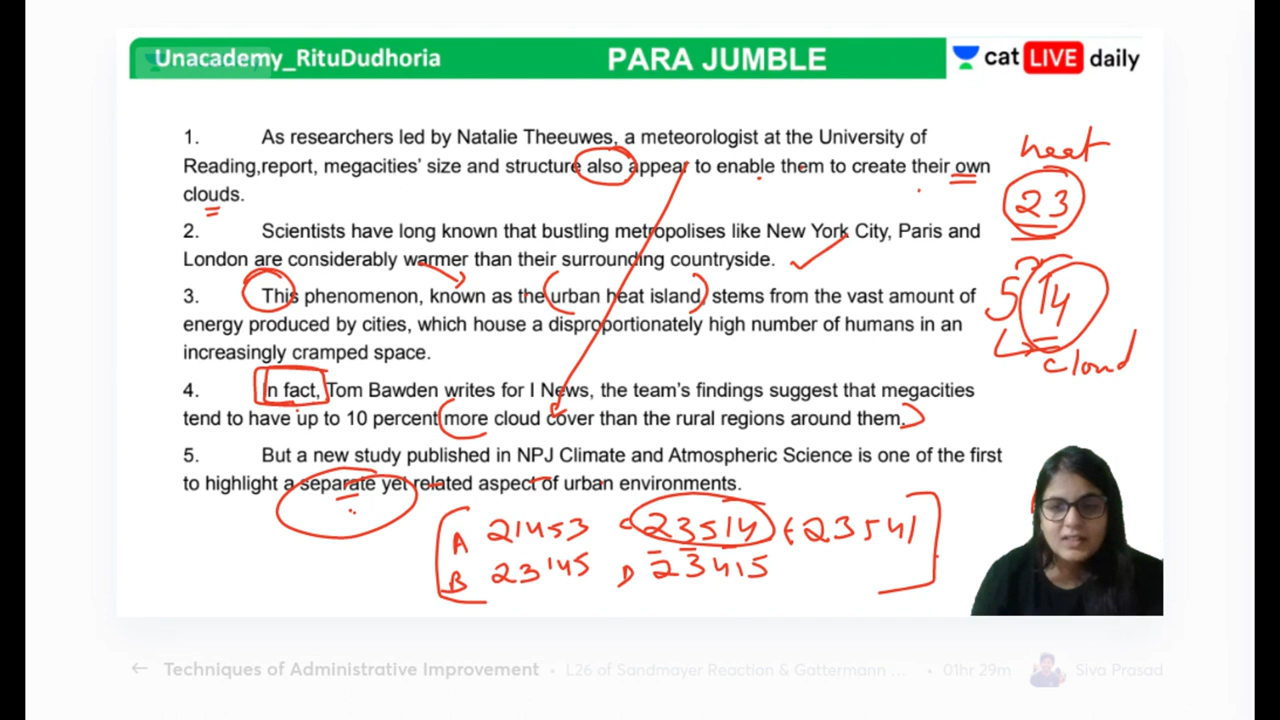 Unacademy_RituDudhoria
PARA JUMBLE
cat LIVE daily
1. As researchers led by Natalie Theeuwes, a meteorologist at the University of
Reading,report, megacities' size and structure also appear to enable them to create their own
clouds.
2. Scientists have long known that bustling metropolises like New York City, Paris and
London are considerably warmer than their surrounding countryside.
3. This phenomenon, known as the urban heat island, stems from the vast amount of
energy produced by cities, which house a disproportionately high number of humans in an
increasingly cramped space.
4. In fact, Tom Bawden writes for I News, the team's findings suggest that megacities
tend to have up to 10 percent more cloud cover than the rural regions around them.
5. But a new study published in NPJ Climate and Atmospheric Science is one of the first
to highlight a separate yet related aspect of urban environments.
heat
23
5 14
cloud
A 21453 C 23514 E 23541
B 23145 D 23415
← Techniques of Administrative Improvement • L26 of Sandmayer Reaction & Gattermann ... • 01hr 29m Siva Prasad